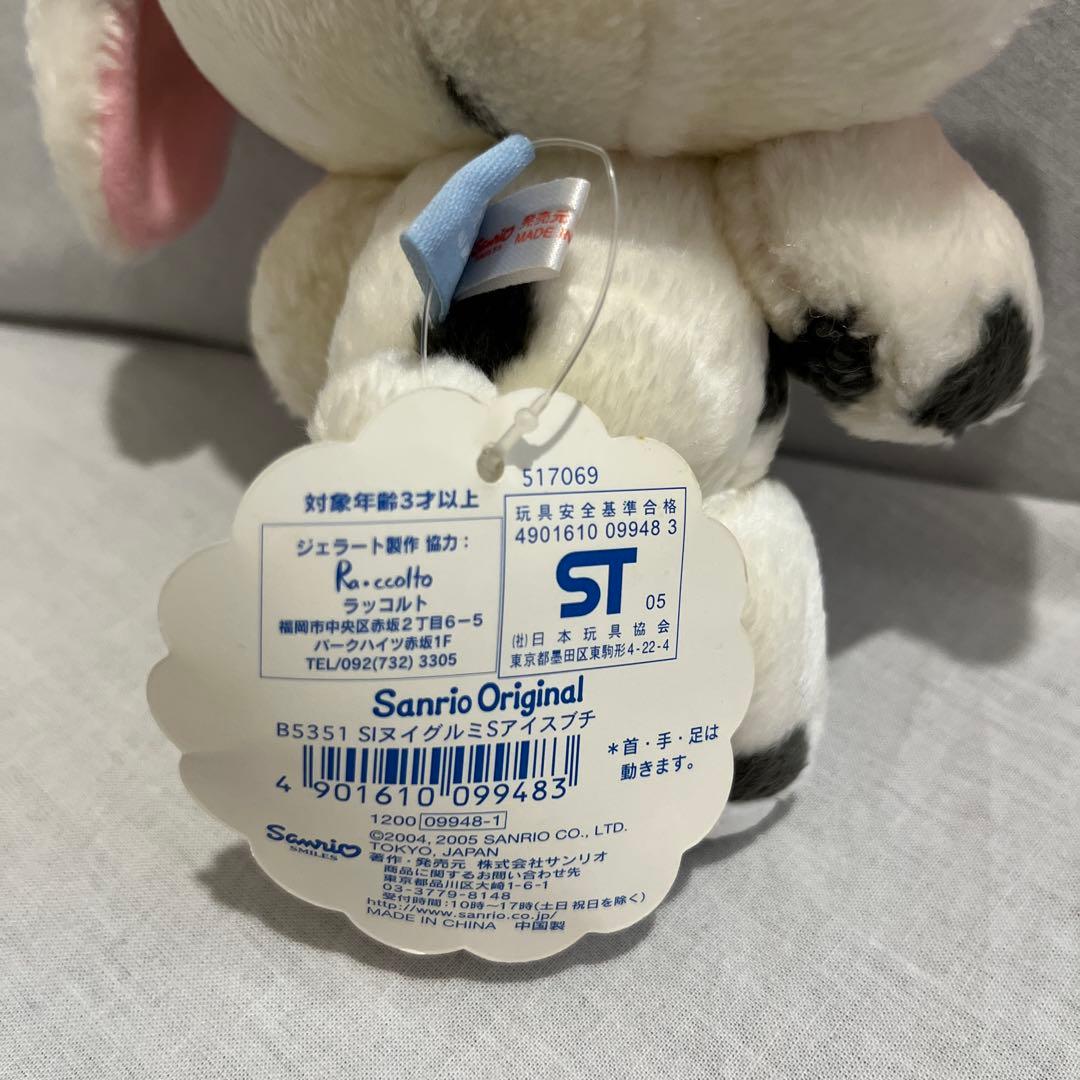 Sanrio 発売元
SMILES MADE IN
517069
対象年齢3才以上
ジェラート製作 協力：
Ra・ccolto
ラッコルト
福岡市中央区赤坂2丁目6-5
パークハイツ赤坂1F
TEL/092(732) 3305
玩具安全基準合格
4901610 09948 3
ST 05
(社)日本玩具協会
東京都墨田区東駒形4-22-4
Sanrio Original
B5351 SIヌイグルミSアイスブチ
4 901610 099483
*首・手・足は
動きます。
1200 09948-1
Sanrio
SMILES
©2004, 2005 SANRIO CO., LTD.
TOKYO, JAPAN
著作・発売元 株式会社サンリオ
商品に関するお問い合わせ先
東京都品川区大崎1-6-1
03-3779-8148
受付時間：10時〜17時(土日祝日を除く)
http://www.sanrio.co.jp/
MADE IN CHINA 中国製